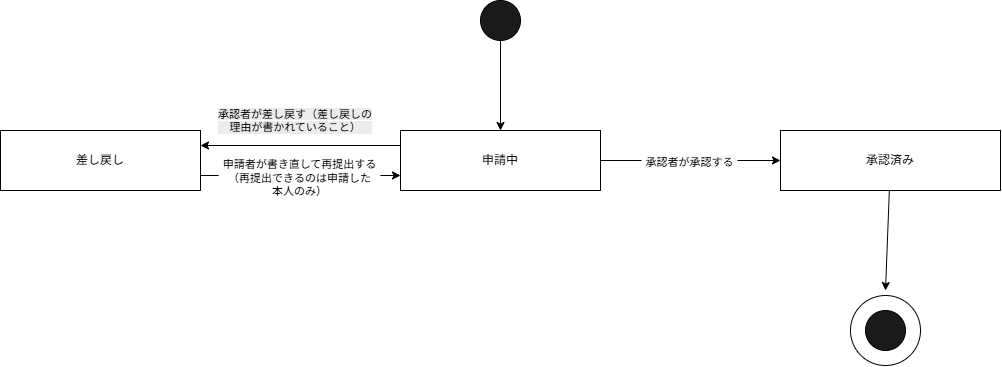 承認者が差し戻す（差し戻しの
理由が書かれていること）
差し戻し
申請者が書き直して再提出する
（再提出できるのは申請した
本人のみ）
申請中
承認者が承認する
承認済み